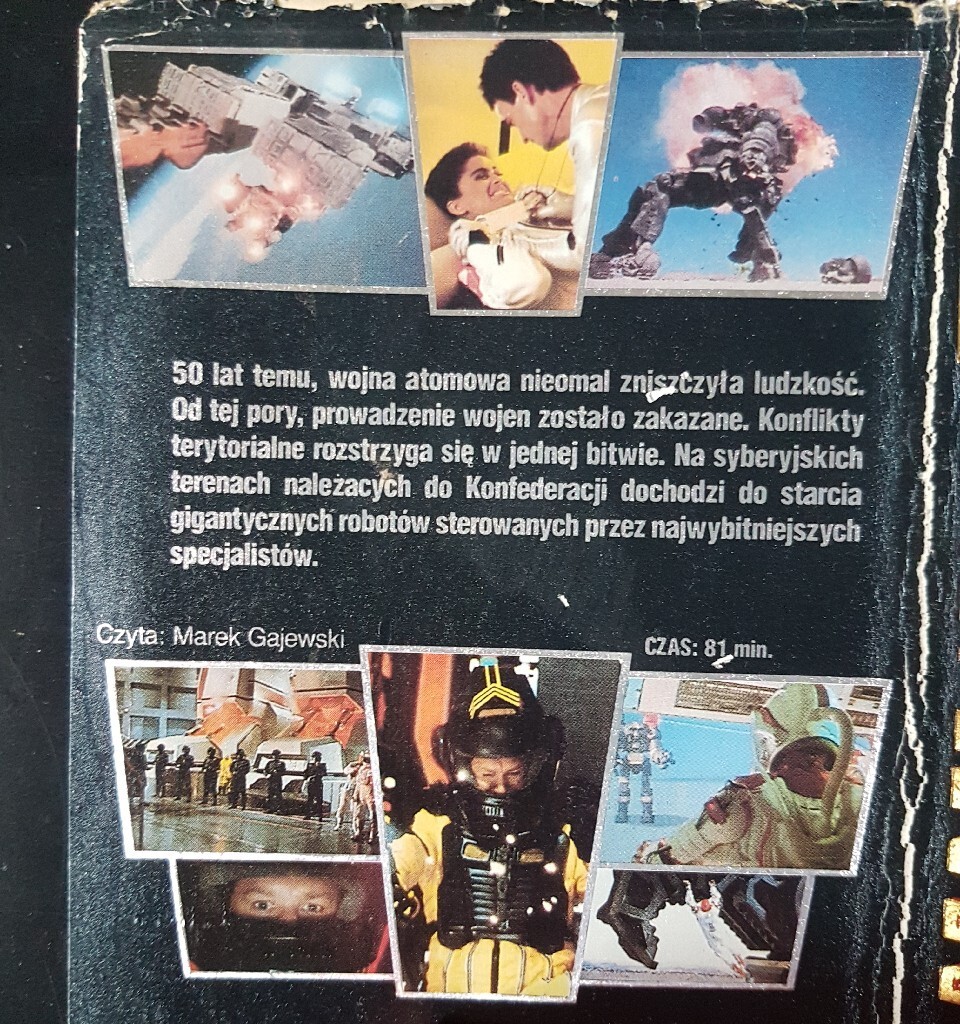 50 lat temu, wojna atomowa nieomal zniszczyła ludzkość.
Od tej pory, prowadzenie wojen zostało zakazane. Konflikty
terytorialne rozstrzyga się w jednej bitwie. Na syberyjskich
terenach należacych do Konfederacji dochodzi do starcia
gigantycznych robotów sterowanych przez najwybitniejszych
specjalistów.
Czyta: Marek Gajewski
CZAS: 81 min.